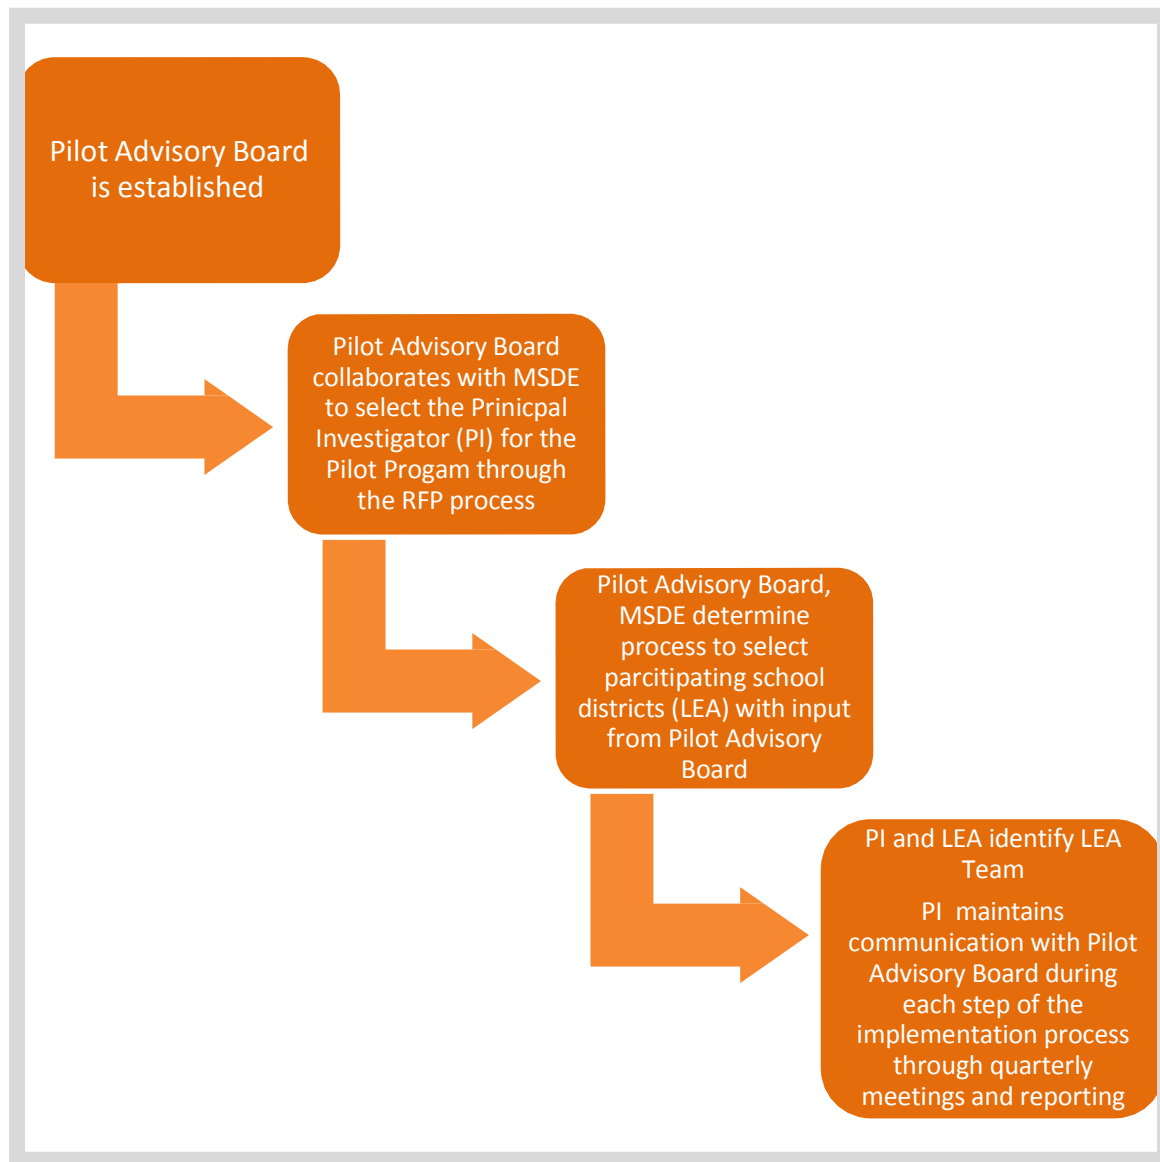 Pilot Advisory Board
is established
Pilot Advisory Board
collaborates with MSDE
to select the Prinicpal
Investigator (PI) for the
Pilot Progam through
the RFP process
Pilot Advisory Board,
MSDE determine
process to select
parcitipating school
districts (LEA) with input
from Pilot Advisory
Board
PI and LEA identify LEA
Team
PI  maintains
communication with Pilot
Advisory Board during
each step of the
implementation process
through quarterly
meetings and reporting